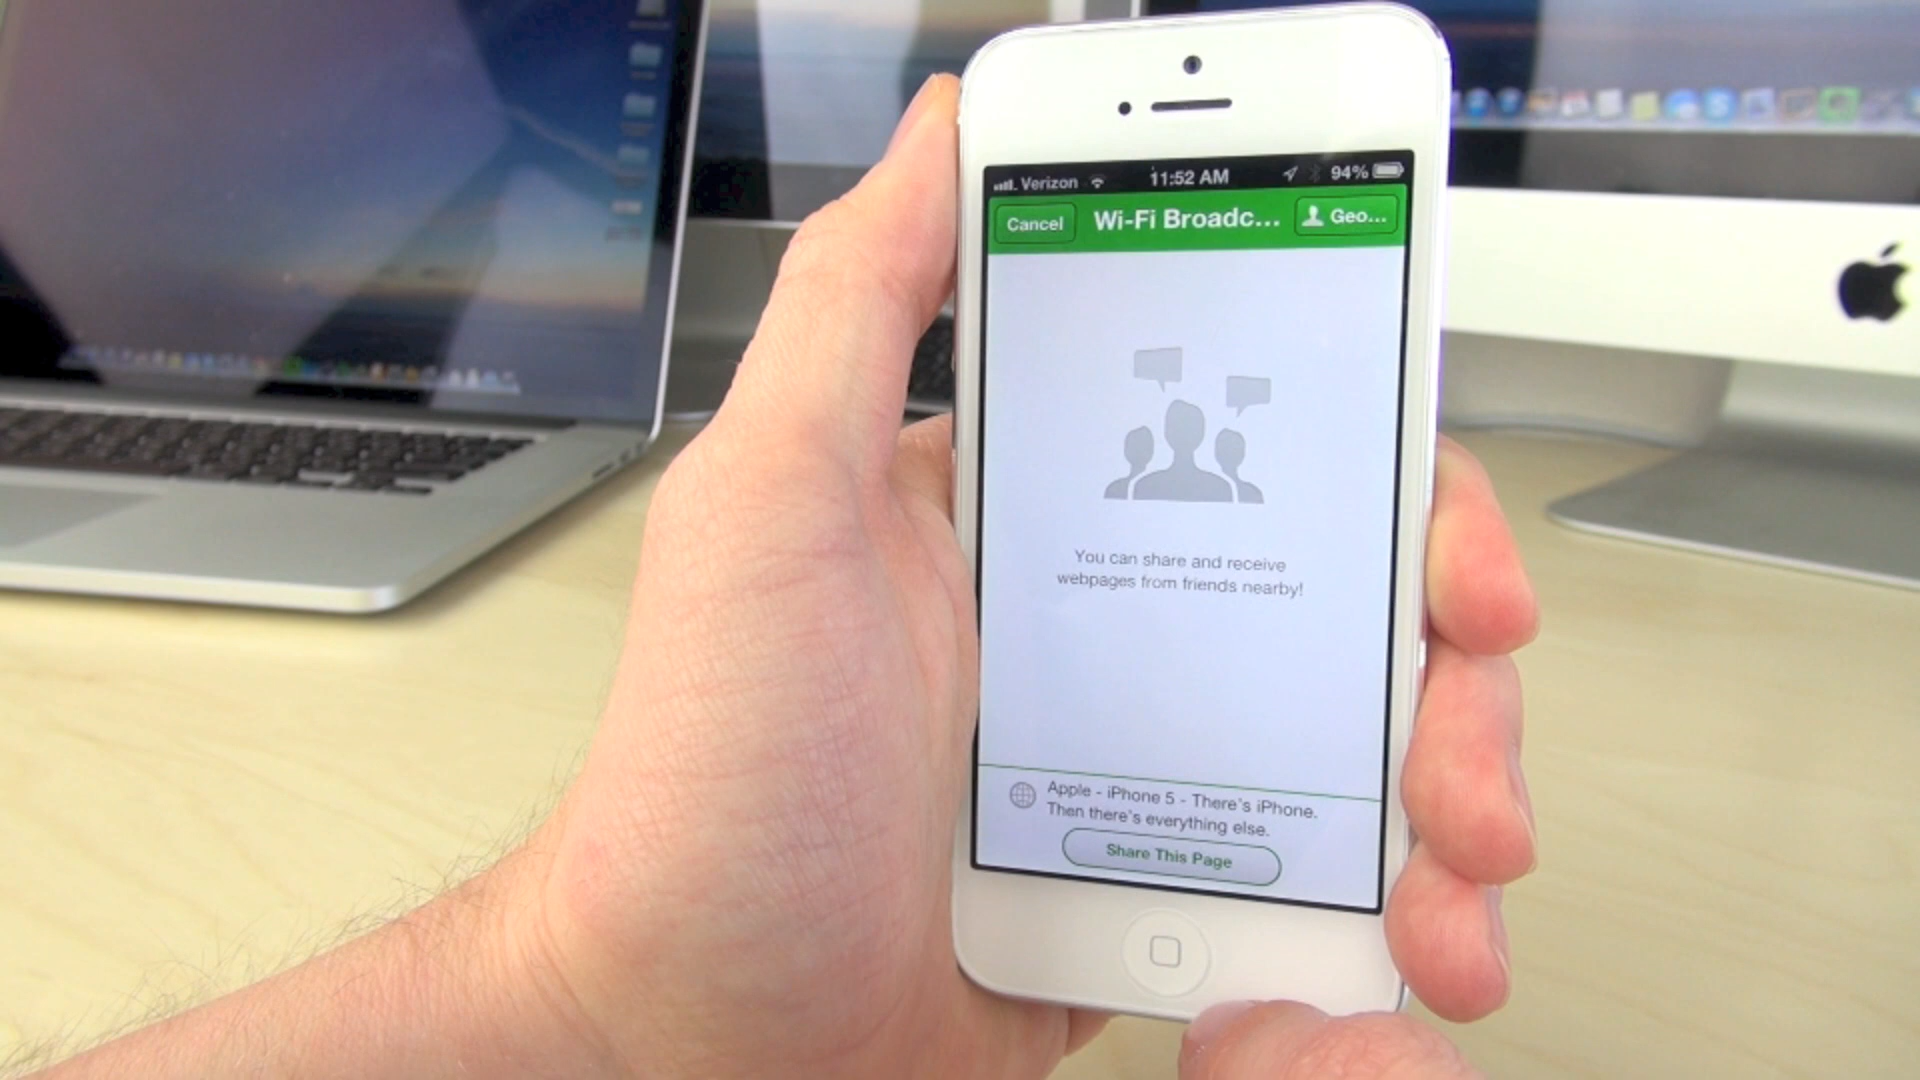 Verizon 11:52 AM 94%
Cancel Wi-Fi Broadc... Geo...
You can share and receive
webpages from friends nearby!
Apple - iPhone 5 - There's iPhone.
Then there's everything else.
Share This Page